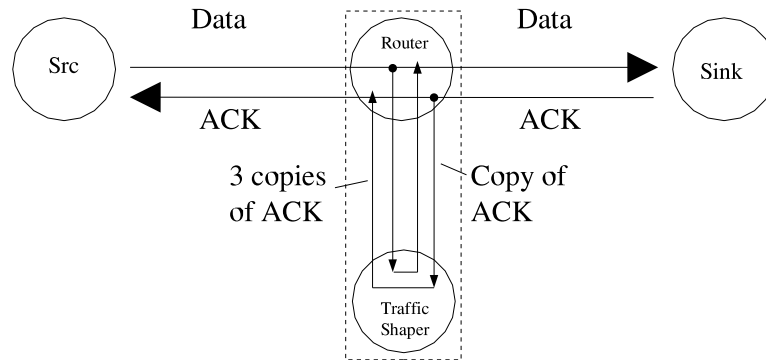 Data
Data
Src
Router
Sink
ACK
ACK
3 copies
of ACK
Copy of
ACK
Traffic
Shaper